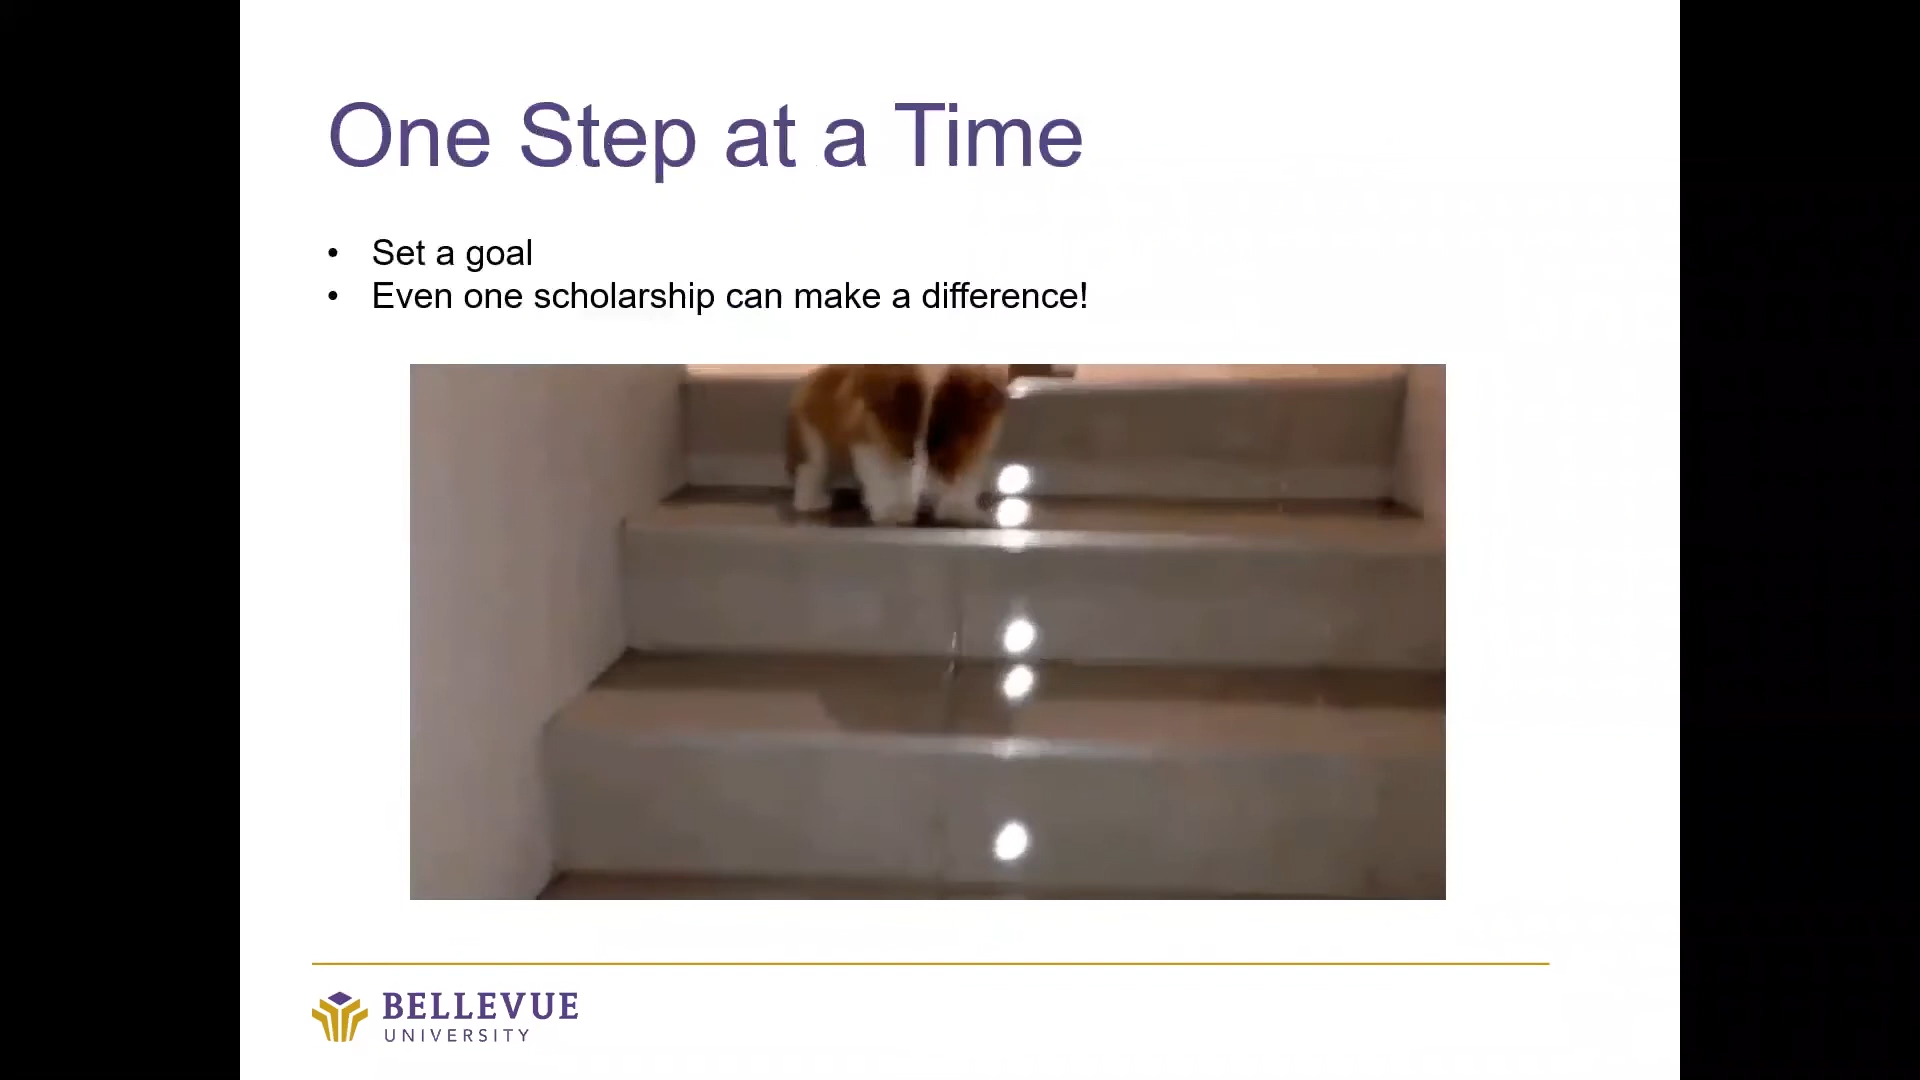 One Step at a Time
• Set a goal
• Even one scholarship can make a difference!
BELLEVUE
UNIVERSITY